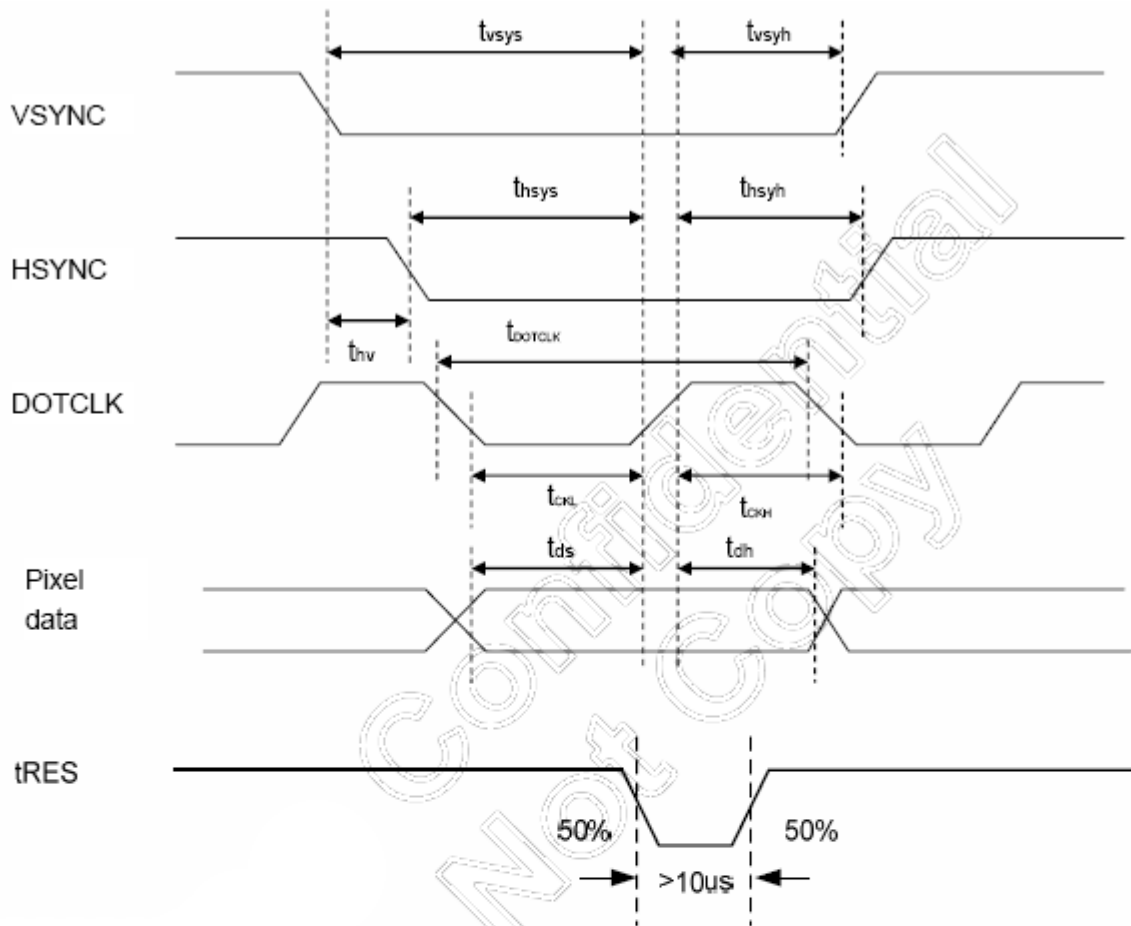 tvsys
tvsyh
VSYNC
thsys
thsyh
HSYNC
thv
tDOTCLK
DOTCLK
tCKL
tCKH
tds
tdh
Pixel
data
tRES
50%
50%
>10us
Confidential
Not Copy